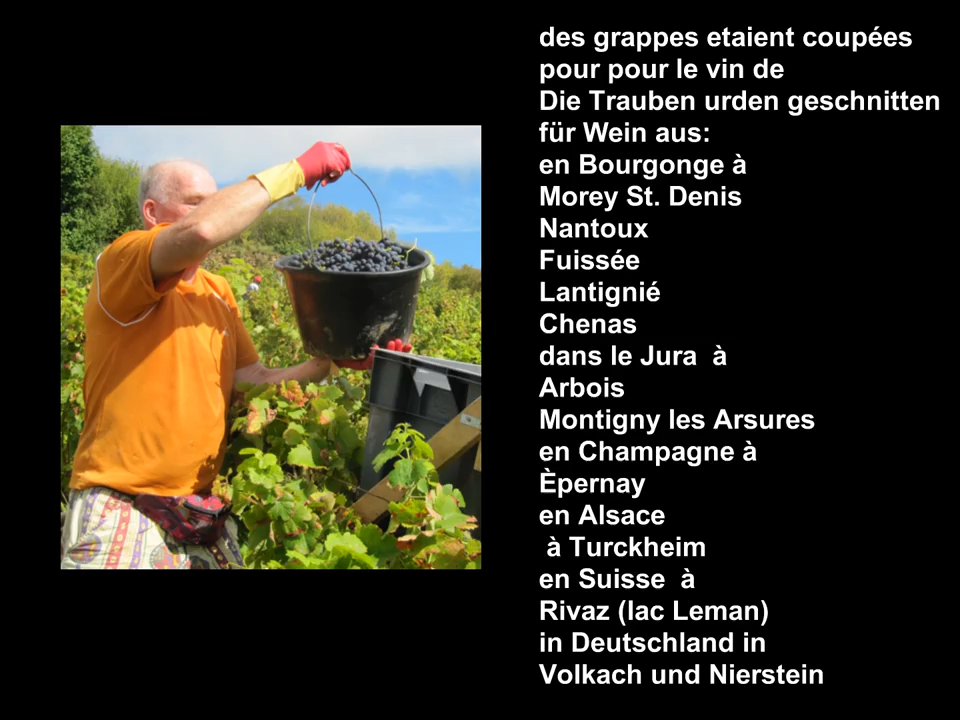 des grappes etaient coupées
pour pour le vin de
Die Trauben urden geschnitten
für Wein aus:
en Bourgonge à
Morey St. Denis
Nantoux
Fuissée
Lantignié
Chenas
dans le Jura  à
Arbois
Montigny les Arsures
en Champagne à
Èpernay
en Alsace
 à Turckheim
en Suisse  à
Rivaz (lac Leman)
in Deutschland in
Volkach und Nierstein